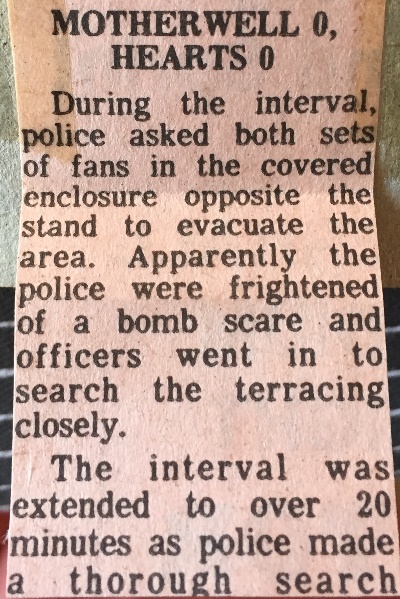 MOTHERWELL 0,
HEARTS 0
During the interval,
police asked both sets
of fans in the covered
enclosure opposite the
stand to evacuate the
area. Apparently the
police were frightened
of a bomb scare and
officers went in to
search the terracing
closely.
The interval was
extended to over 20
minutes as police made
a thorough search